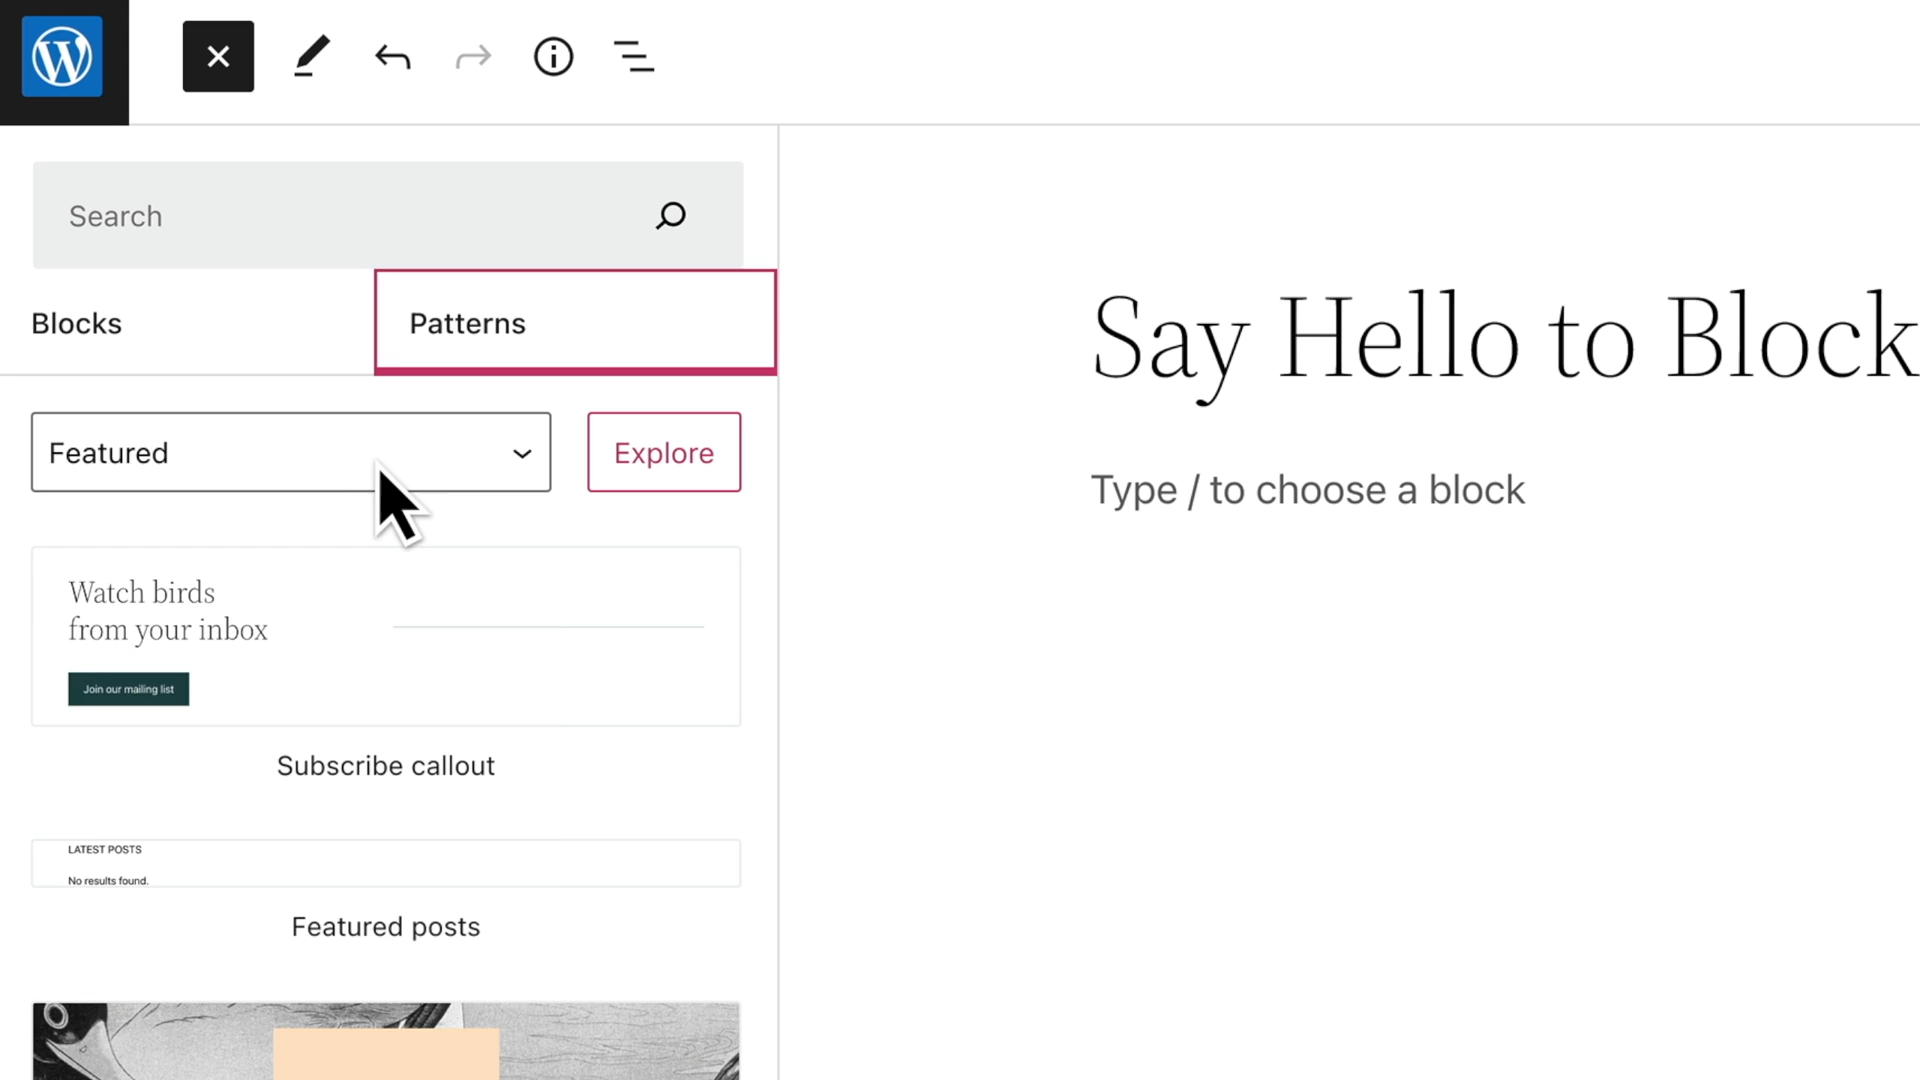 Search
Blocks
Patterns
Featured
Explore
Watch birds
from your inbox
Join our mailing list
Subscribe callout
LATEST POSTS
No results found.
Featured posts
Say Hello to Block
Type / to choose a block